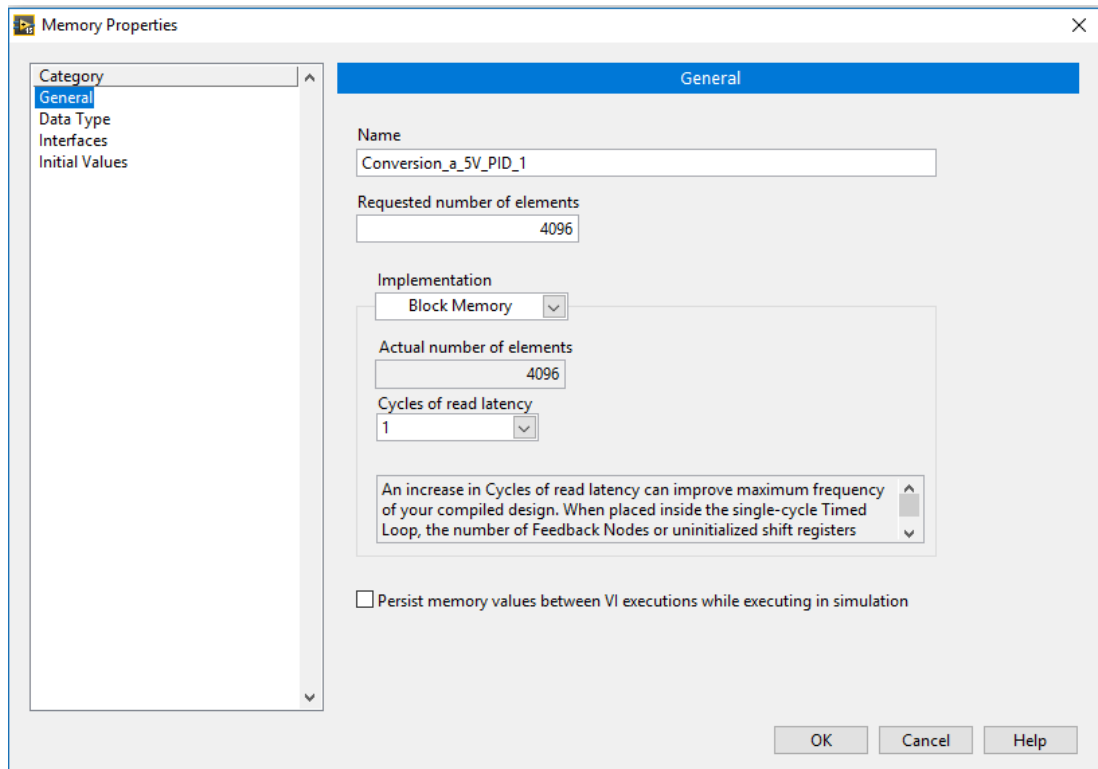 Memory Properties
Category
General
Data Type
Interfaces
Initial Values
General
Name
Conversion_a_5V_PID_1
Requested number of elements
4096
Implementation
Block Memory
Actual number of elements
4096
Cycles of read latency
1
An increase in Cycles of read latency can improve maximum frequency
of your compiled design. When placed inside the single-cycle Timed
Loop, the number of Feedback Nodes or uninitialized shift registers
Persist memory values between VI executions while executing in simulation
OK
Cancel
Help